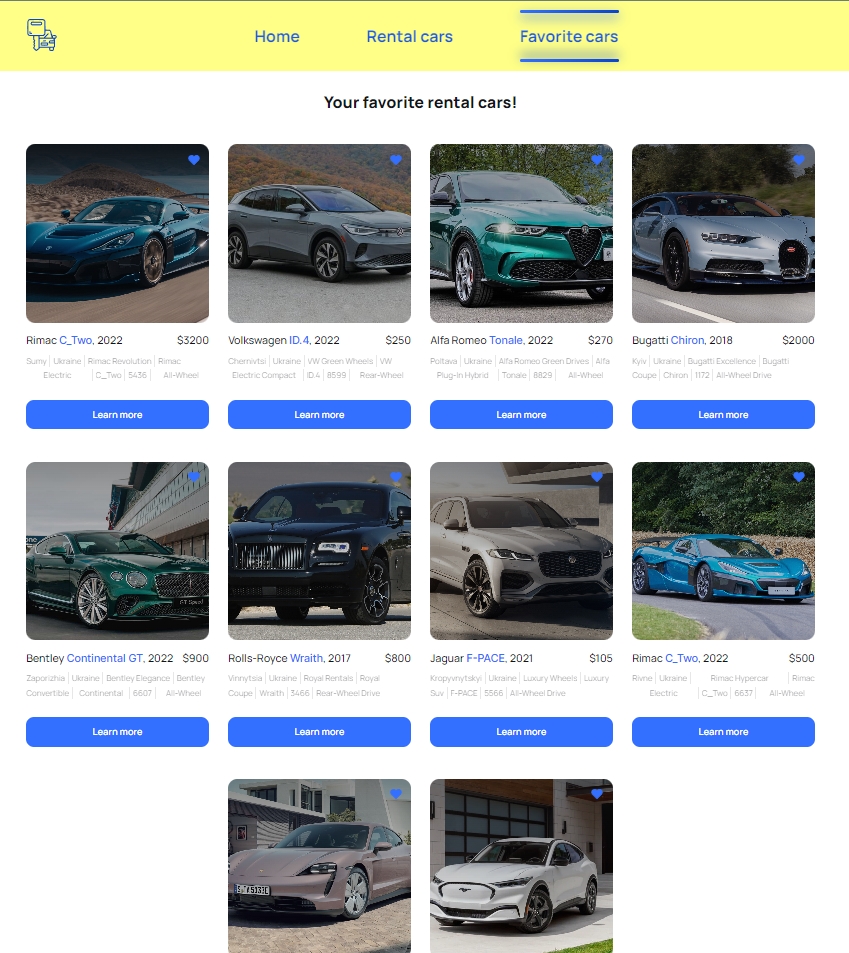 Home Rental cars Favorite cars
Your favorite rental cars!
Rimac C_Two, 2022 $3200
Sumy | Ukraine | Rimac Revolution | Rimac
Electric | C_Two | 5436 | All-Wheel
Learn more
Volkswagen ID.4, 2022 $250
Chernivtsi | Ukraine | VW Green Wheels | VW
Electric Compact | ID.4 | 8599 | Rear-Wheel
Learn more
Alfa Romeo Tonale, 2022 $270
Poltava | Ukraine | Alfa Romeo Green Drives | Alfa
Plug-In Hybrid | Tonale | 8829 | All-Wheel
Learn more
Bugatti Chiron, 2018 $2000
Kyiv | Ukraine | Bugatti Excellence | Bugatti
Coupe | Chiron | 1172 | All-Wheel Drive
Learn more
Bentley Continental GT, 2022 $900
Zaporizhia | Ukraine | Bentley Elegance | Bentley
Convertible | Continental | 6607 | All-Wheel
Learn more
Rolls-Royce Wraith, 2017 $800
Vinnytsia | Ukraine | Royal Rentals | Royal
Coupe | Wraith | 3466 | Rear-Wheel Drive
Learn more
Jaguar F-PACE, 2021 $105
Kropyvnytskyi | Ukraine | Luxury Wheels | Luxury
Suv | F-PACE | 5566 | All-Wheel Drive
Learn more
Rimac C_Two, 2022 $500
Rivne | Ukraine | Rimac Hypercar | Rimac
Electric | C_Two | 6637 | All-Wheel
Learn more